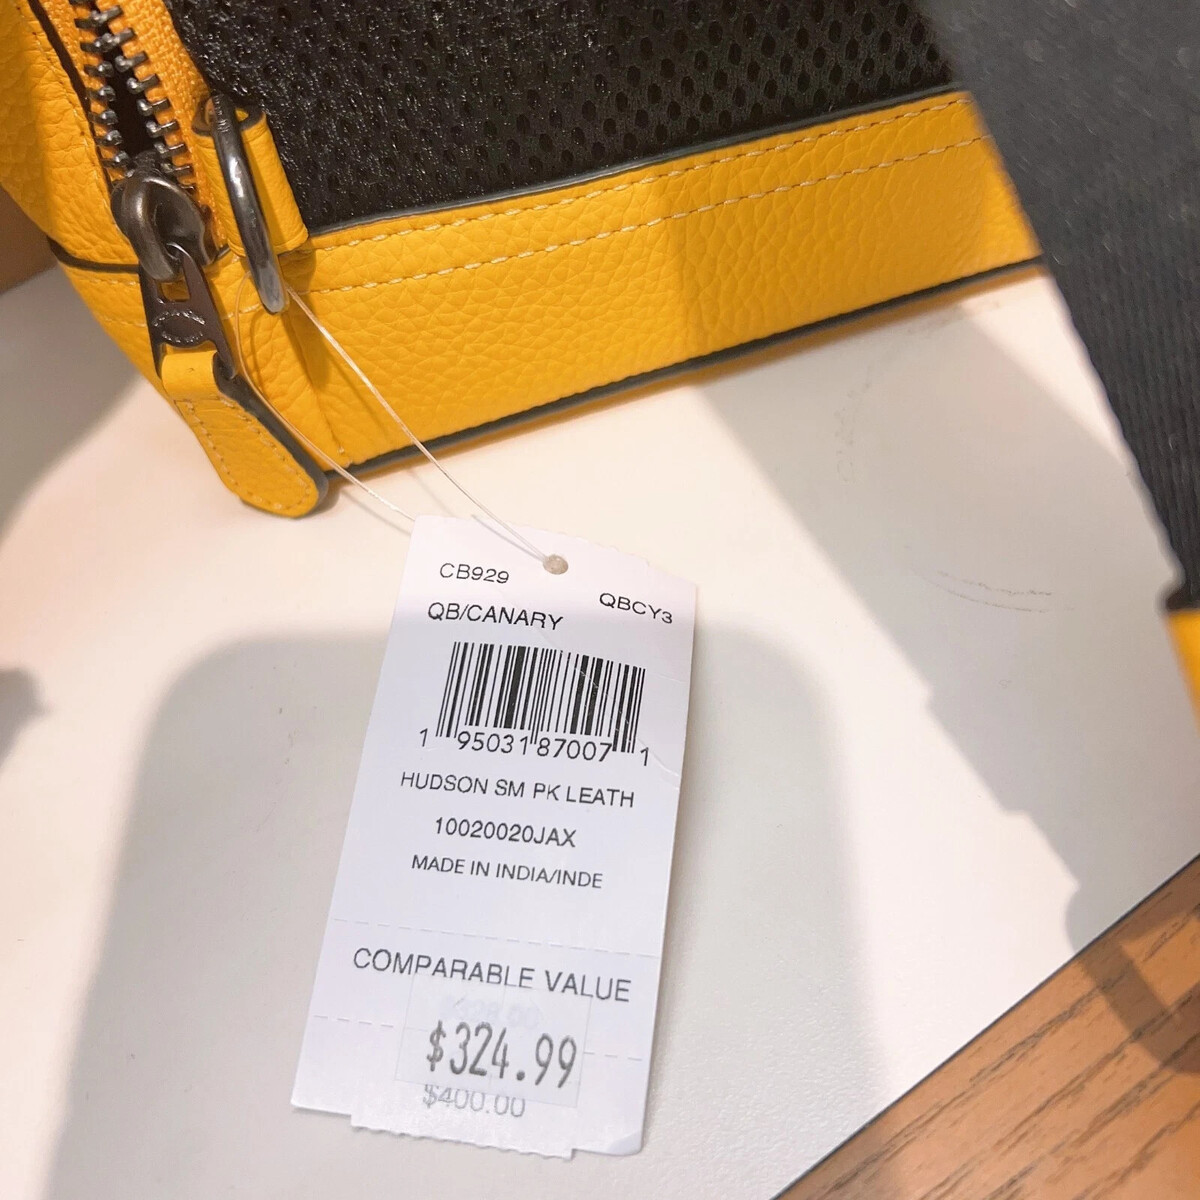 CB929
QBCY3
QB/CANARY
1 95031 87007 1
HUDSON SM PK LEATH
10020020JAX
MADE IN INDIA/INDE
COMPARABLE VALUE
$324.99
$400.00